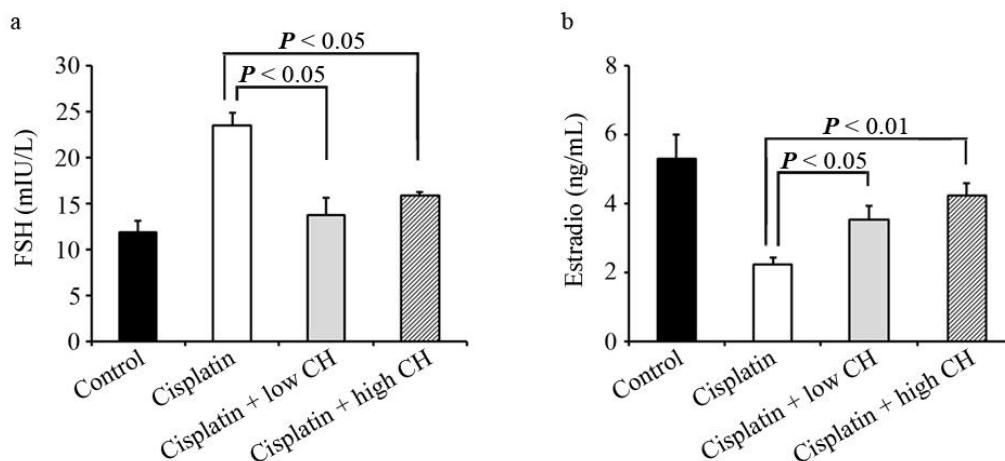 a
P < 0.05
P < 0.05
30
25
20
15
10
5
0
FSH (mIU/L)
Control
Cisplatin
Cisplatin + low CH
Cisplatin + high CH
b
P < 0.01
P < 0.05
8
6
4
2
0
Estradio (ng/mL)
Control
Cisplatin
Cisplatin + low CH
Cisplatin + high CH